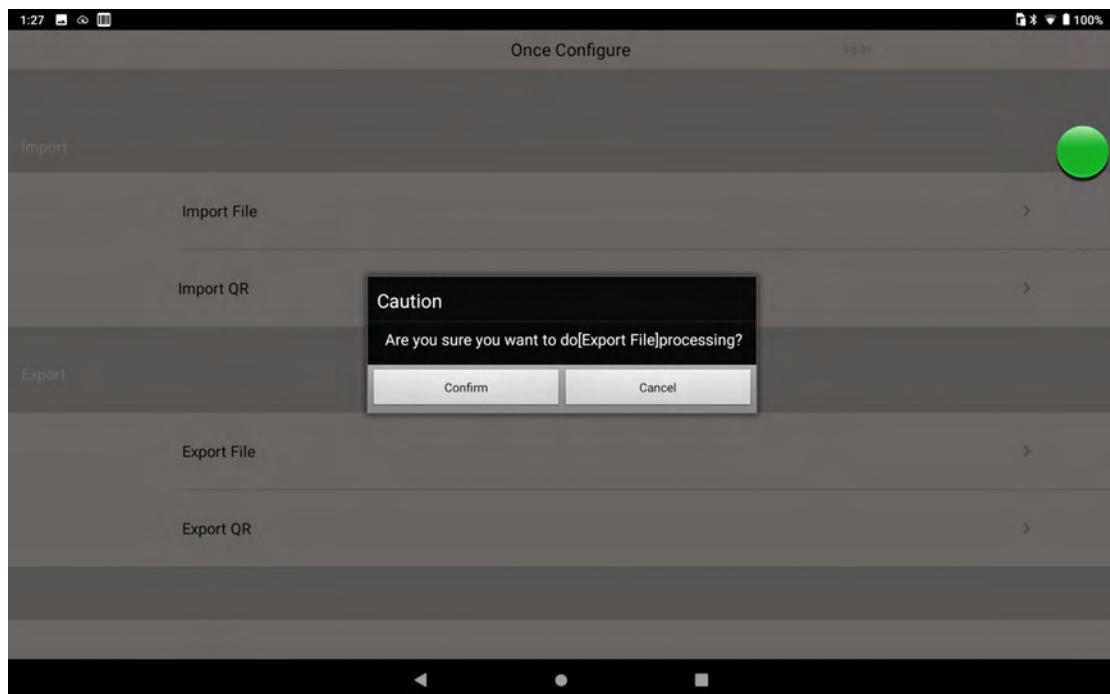 1:27
100%
Once Configure
Import
Import File
Import QR
Caution
Are you sure you want to do[Export File]processing?
Confirm
Cancel
Export
Export File
Export QR